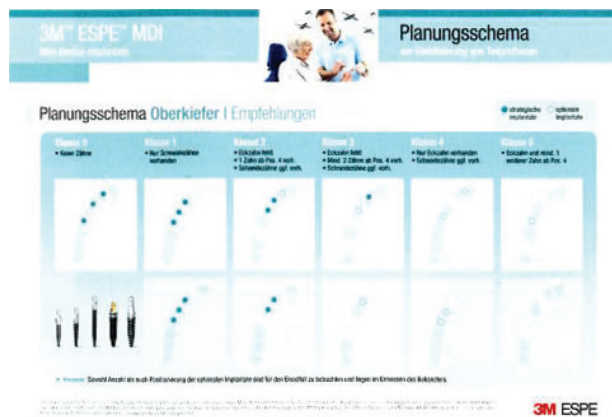 3M™ ESPE™ MDI
Mini-Dental-Implantate
Planungsschema
zur Stabilisierung von Teilprothesen
Planungsschema Oberkiefer | Empfehlungen
strategische Implantate
optionale Implantate
Klasse 0
• Keine Zähne
Klasse 1
• Nur Schneidezähne
vorhanden
Klasse 2
• Eckzahn fehlt
• 1 Zahn ab Pos. 4 vorh.
• Schneidezähne ggf. vorh.
Klasse 3
• Eckzahn fehlt
• Mind. 2 Zähne ab Pos. 4 vorh.
• Schneidezähne ggf. vorh.
Klasse 4
• Nur Eckzahn vorhanden
• Schneidezähne ggf. vorh.
Klasse 5
• Eckzahn und mind. 1
weiterer Zahn ab Pos. 4
Hinweis: Sowohl Anzahl als auch Positionierung der optionalen Implantate sind für den Einzelfall zu betrachten und liegen im Ermessen des Behandlers.
3M ESPE